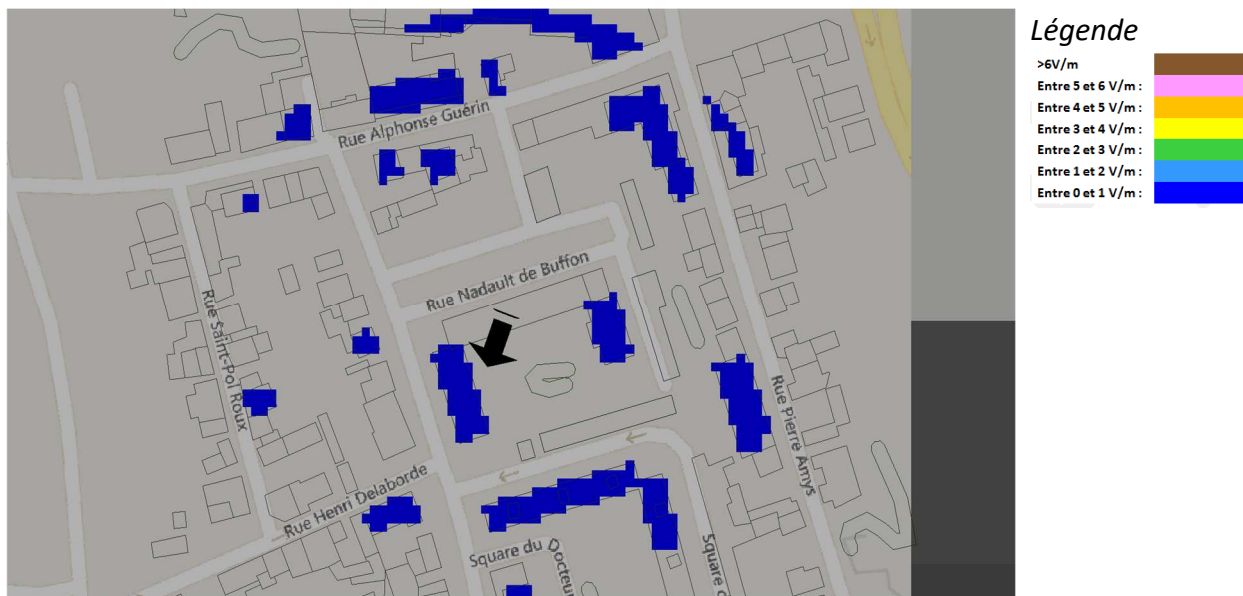 Légende
>6V/m
Entre 5 et 6 V/m :
Entre 4 et 5 V/m :
Entre 3 et 4 V/m :
Entre 2 et 3 V/m :
Entre 1 et 2 V/m :
Entre 0 et 1 V/m :
Rue Alphonse Guérin
Rue Nadault de Buffon
Rue Saint-Pol Roux
Rue Pierre Amys
Rue Henri Delaborde
Square du Docteur
Square